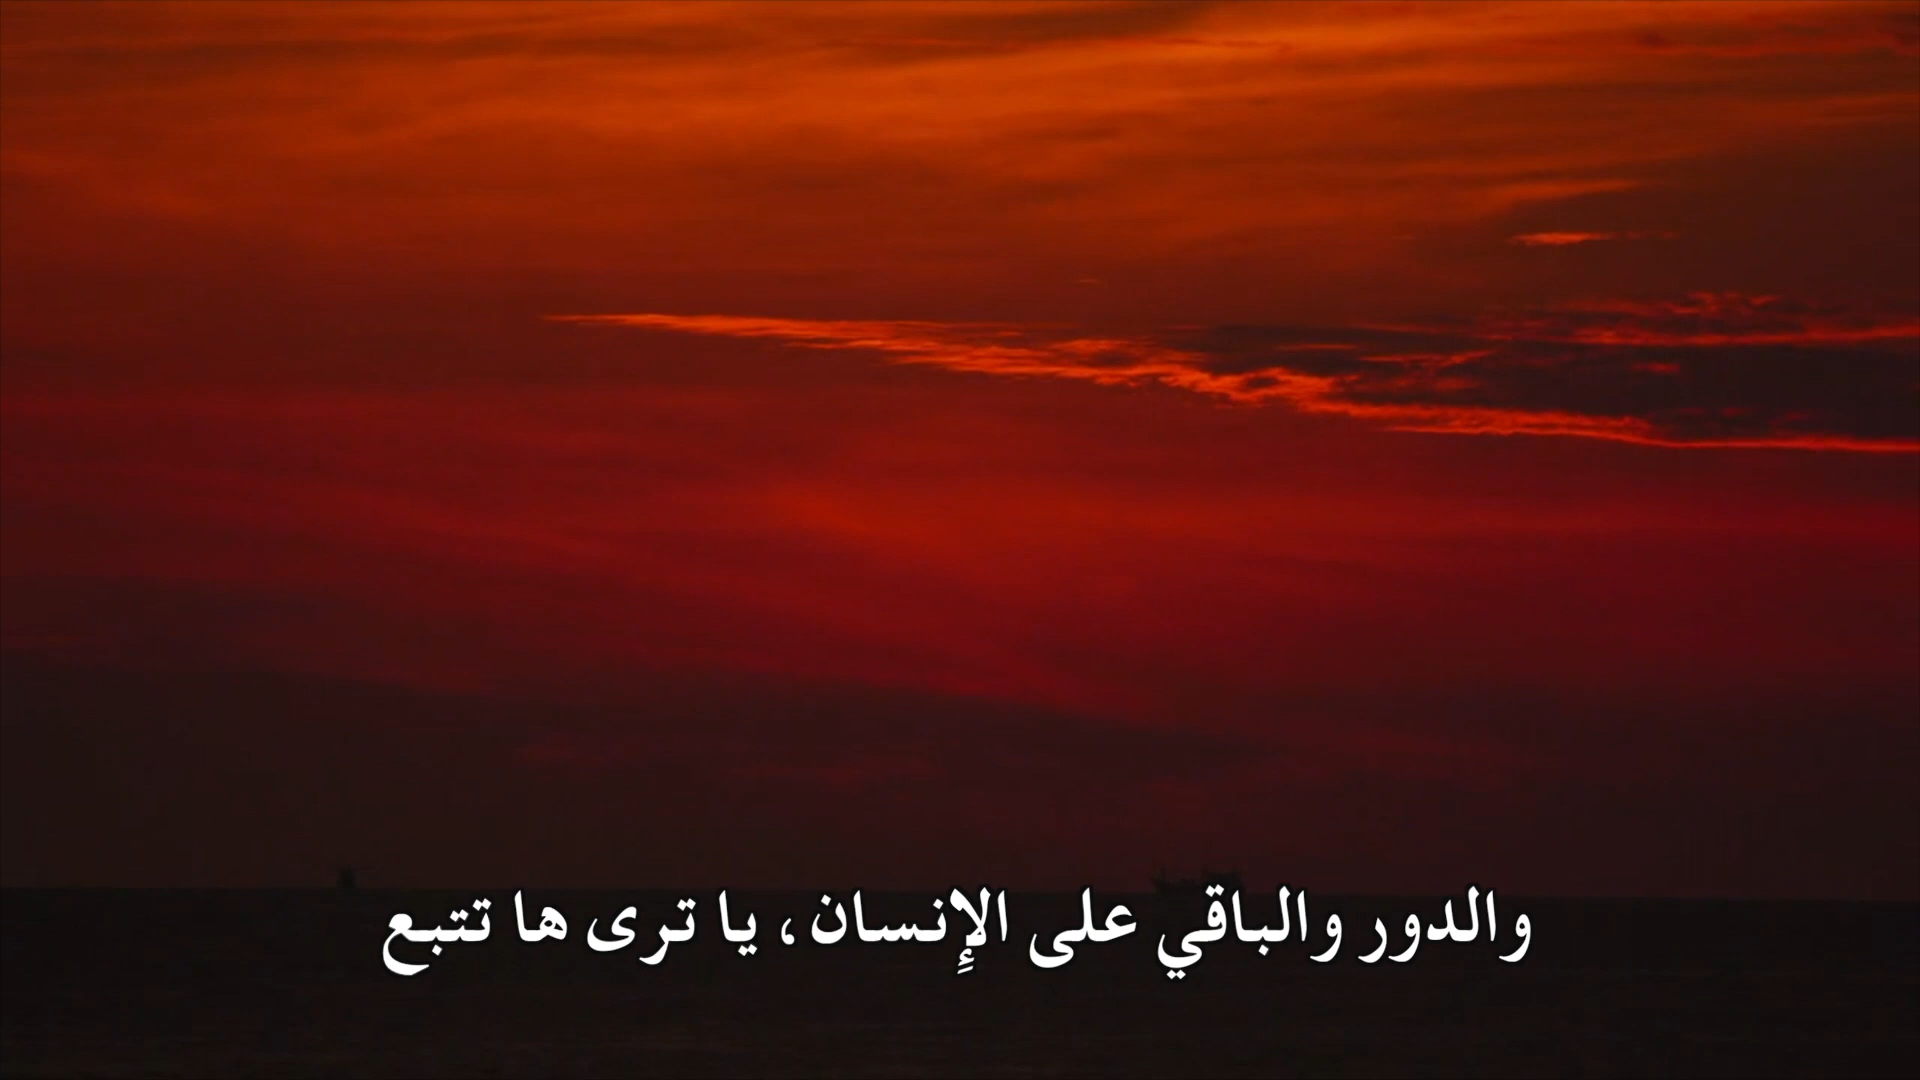 والدور والباقي على الإِنسان، يا ترى ها تتبع